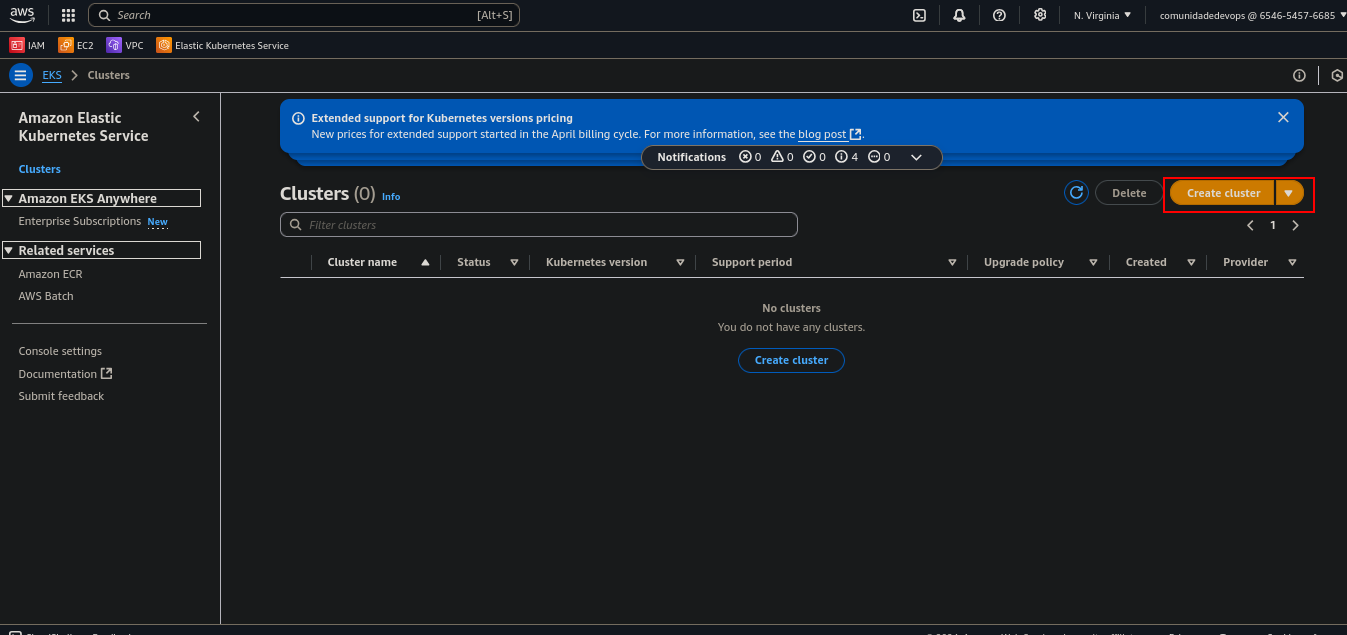 aws
Search [Alt+S]
N. Virginia
comunidadedevops @ 6546-5457-6685
IAM EC2 VPC Elastic Kubernetes Service
EKS Clusters
Amazon Elastic
Kubernetes Service
Clusters
Amazon EKS Anywhere
Enterprise Subscriptions New
Related services
Amazon ECR
AWS Batch
Console settings
Documentation
Submit feedback
Extended support for Kubernetes versions pricing
New prices for extended support started in the April billing cycle. For more information, see the blog post.
Notifications 0 0 0 4 0
Clusters (0) Info
Delete
Create cluster
Filter clusters
1
Cluster name Status Kubernetes version Support period Upgrade policy Created Provider
No clusters
You do not have any clusters.
Create cluster